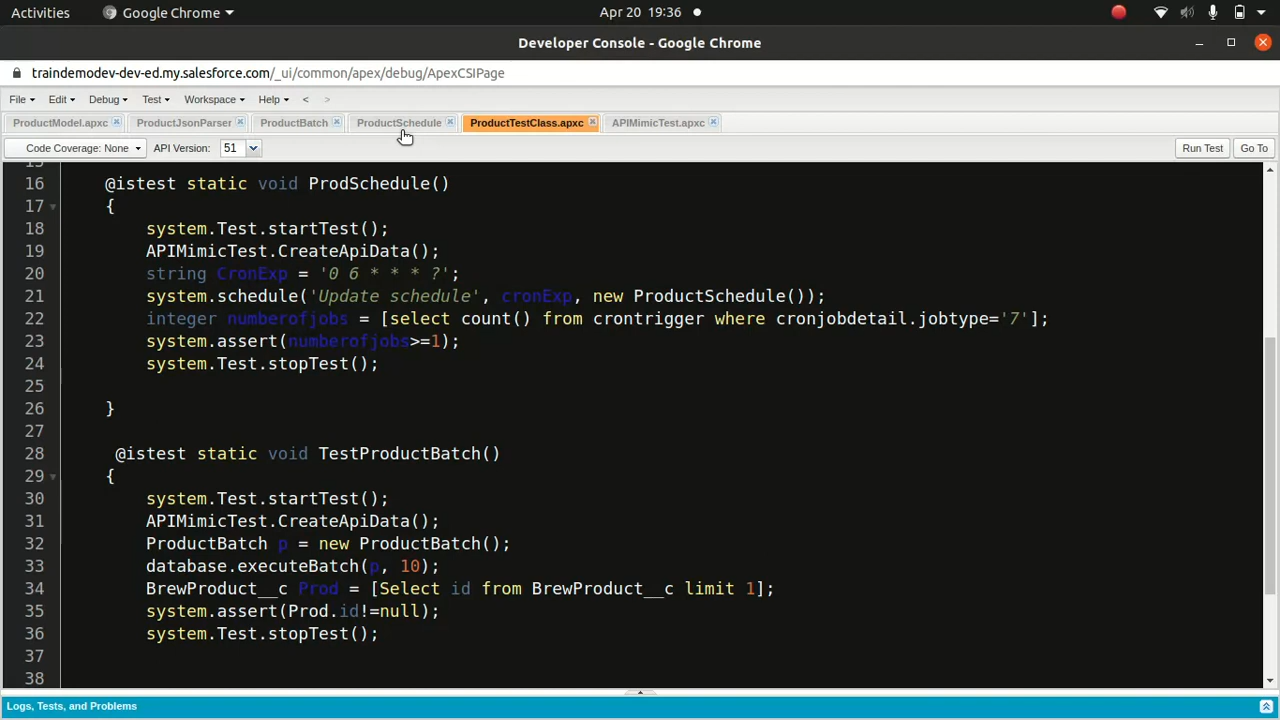 Activities Google Chrome Apr 20 19:36
Developer Console - Google Chrome
traindemodev-dev-ed.my.salesforce.com/_ui/common/apex/debug/ApexCSIPage
File Edit Debug Test Workspace Help < >
ProductModel.apxc ProductJsonParser ProductBatch ProductSchedule ProductTestClass.apxc APIMimicTest.apxc
Code Coverage: None API Version: 51 Run Test Go To
15
16 @istest static void ProdSchedule()
17 {
18 system.Test.startTest();
19 APIMimicTest.CreateApiData();
20 string CronExp = '0 6 * * * ?';
21 system.schedule('Update schedule', cronExp, new ProductSchedule());
22 integer numberofjobs = [select count() from crontrigger where cronjobdetail.jobtype='7'];
23 system.assert(numberofjobs>=1);
24 system.Test.stopTest();
25
26 }
27
28 @istest static void TestProductBatch()
29 {
30 system.Test.startTest();
31 APIMimicTest.CreateApiData();
32 ProductBatch p = new ProductBatch();
33 database.executeBatch(p, 10);
34 BrewProduct__c Prod = [Select id from BrewProduct__c limit 1];
35 system.assert(Prod.id!=null);
36 system.Test.stopTest();
37
38
Logs, Tests, and Problems